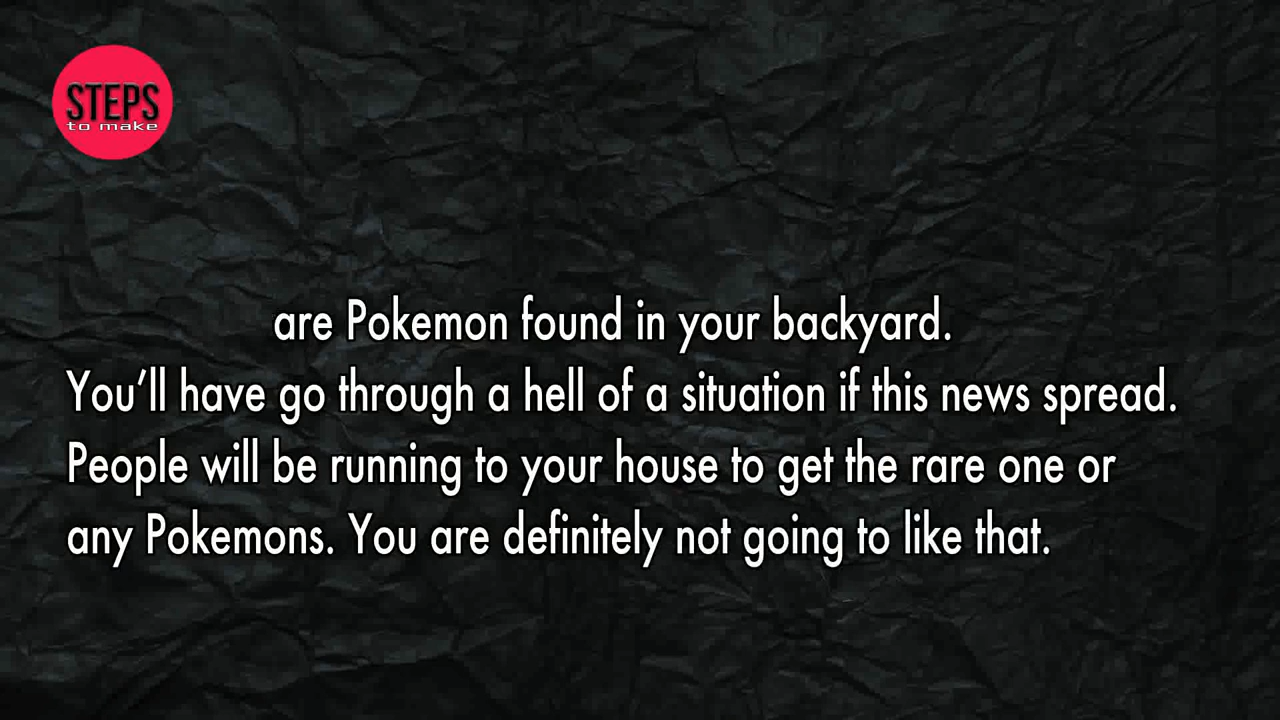 STEPS
to make
are Pokemon found in your backyard.
You’ll have go through a hell of a situation if this news spread.
People will be running to your house to get the rare one or
any Pokemons. You are definitely not going to like that.